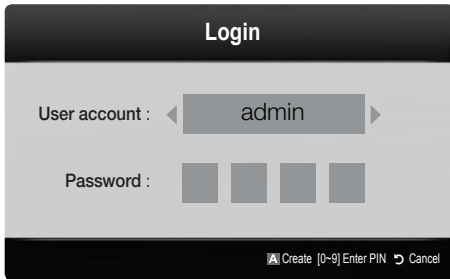 Login
User account : admin
Password :
A Create [0~9] Enter PIN Cancel